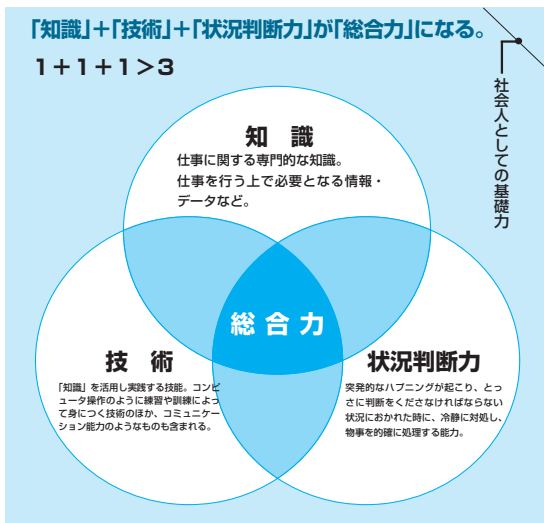 「知識」+「技術」+「状況判断力」が「総合力」になる。
1+1+1>3
社会人としての基礎力
知 識
仕事に関する専門的な知識。
仕事を行う上で必要となる情報・
データなど。
総 合 力
技 術
「知識」を活用し実践する技能。コンピ
ュータ操作のように練習や訓練によっ
て身につく技術のほか、コミュニケー
ション能力のようなものも含まれる。
状況判断力
突発的なハプニングが起こり、とっ
さに判断をくださなければならない
状況におかれた時に、冷静に対処し、
物事を的確に処理する能力。